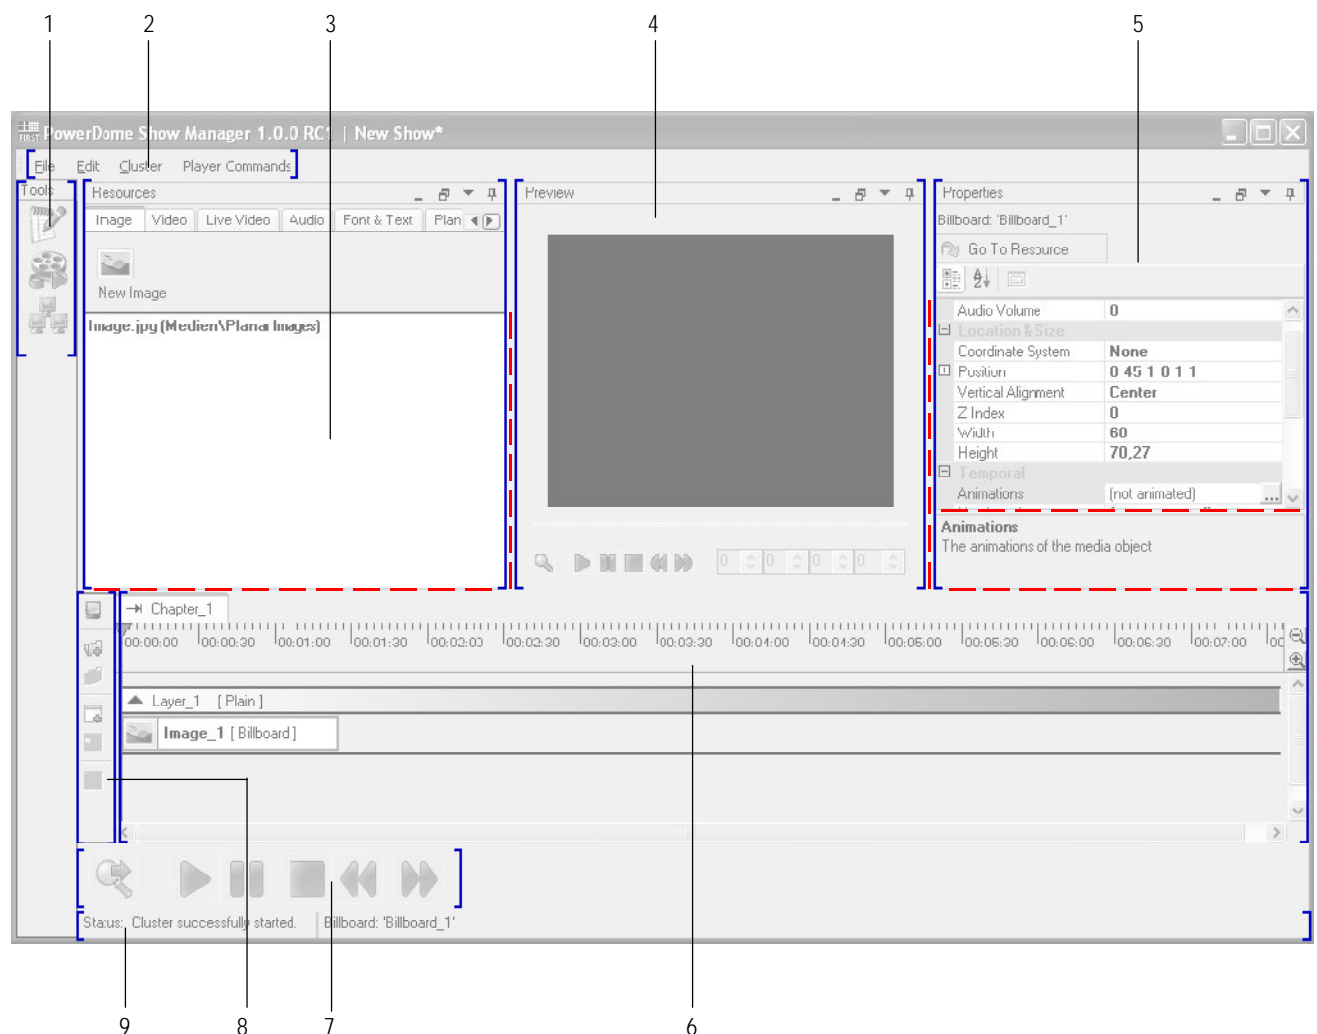 1 2 3 4 5
FIRST PowerDome Show Manager 1.0.0 RC1 | New Show*
File Edit Cluster Player Commands
Tools
Resources
Image Video Live Video Audio Font & Text Plan
New Image
Image.jpg (Medien\Planar Images)
Preview
0 0 0 0
Properties
Billboard: 'Billboard_1'
Go To Resource
Audio Volume 0
Location & Size
Coordinate System None
Position 0 45 1 0 1 1
Vertical Alignment Center
Z Index 0
Width 60
Height 70,27
Temporal
Animations (not animated) ...
Animations
The animations of the media object
Chapter_1
00:00:00 00:00:30 00:01:00 00:01:30 00:02:00 00:02:30 00:03:00 00:03:30 00:04:00 00:04:30 00:05:00 00:05:30 00:06:00 00:06:30 00:07:00 00
Layer_1 [ Plain ]
Image_1 [ Billboard ]
Status: Cluster successfully started. Billboard: 'Billboard_1'
9 8 7 6